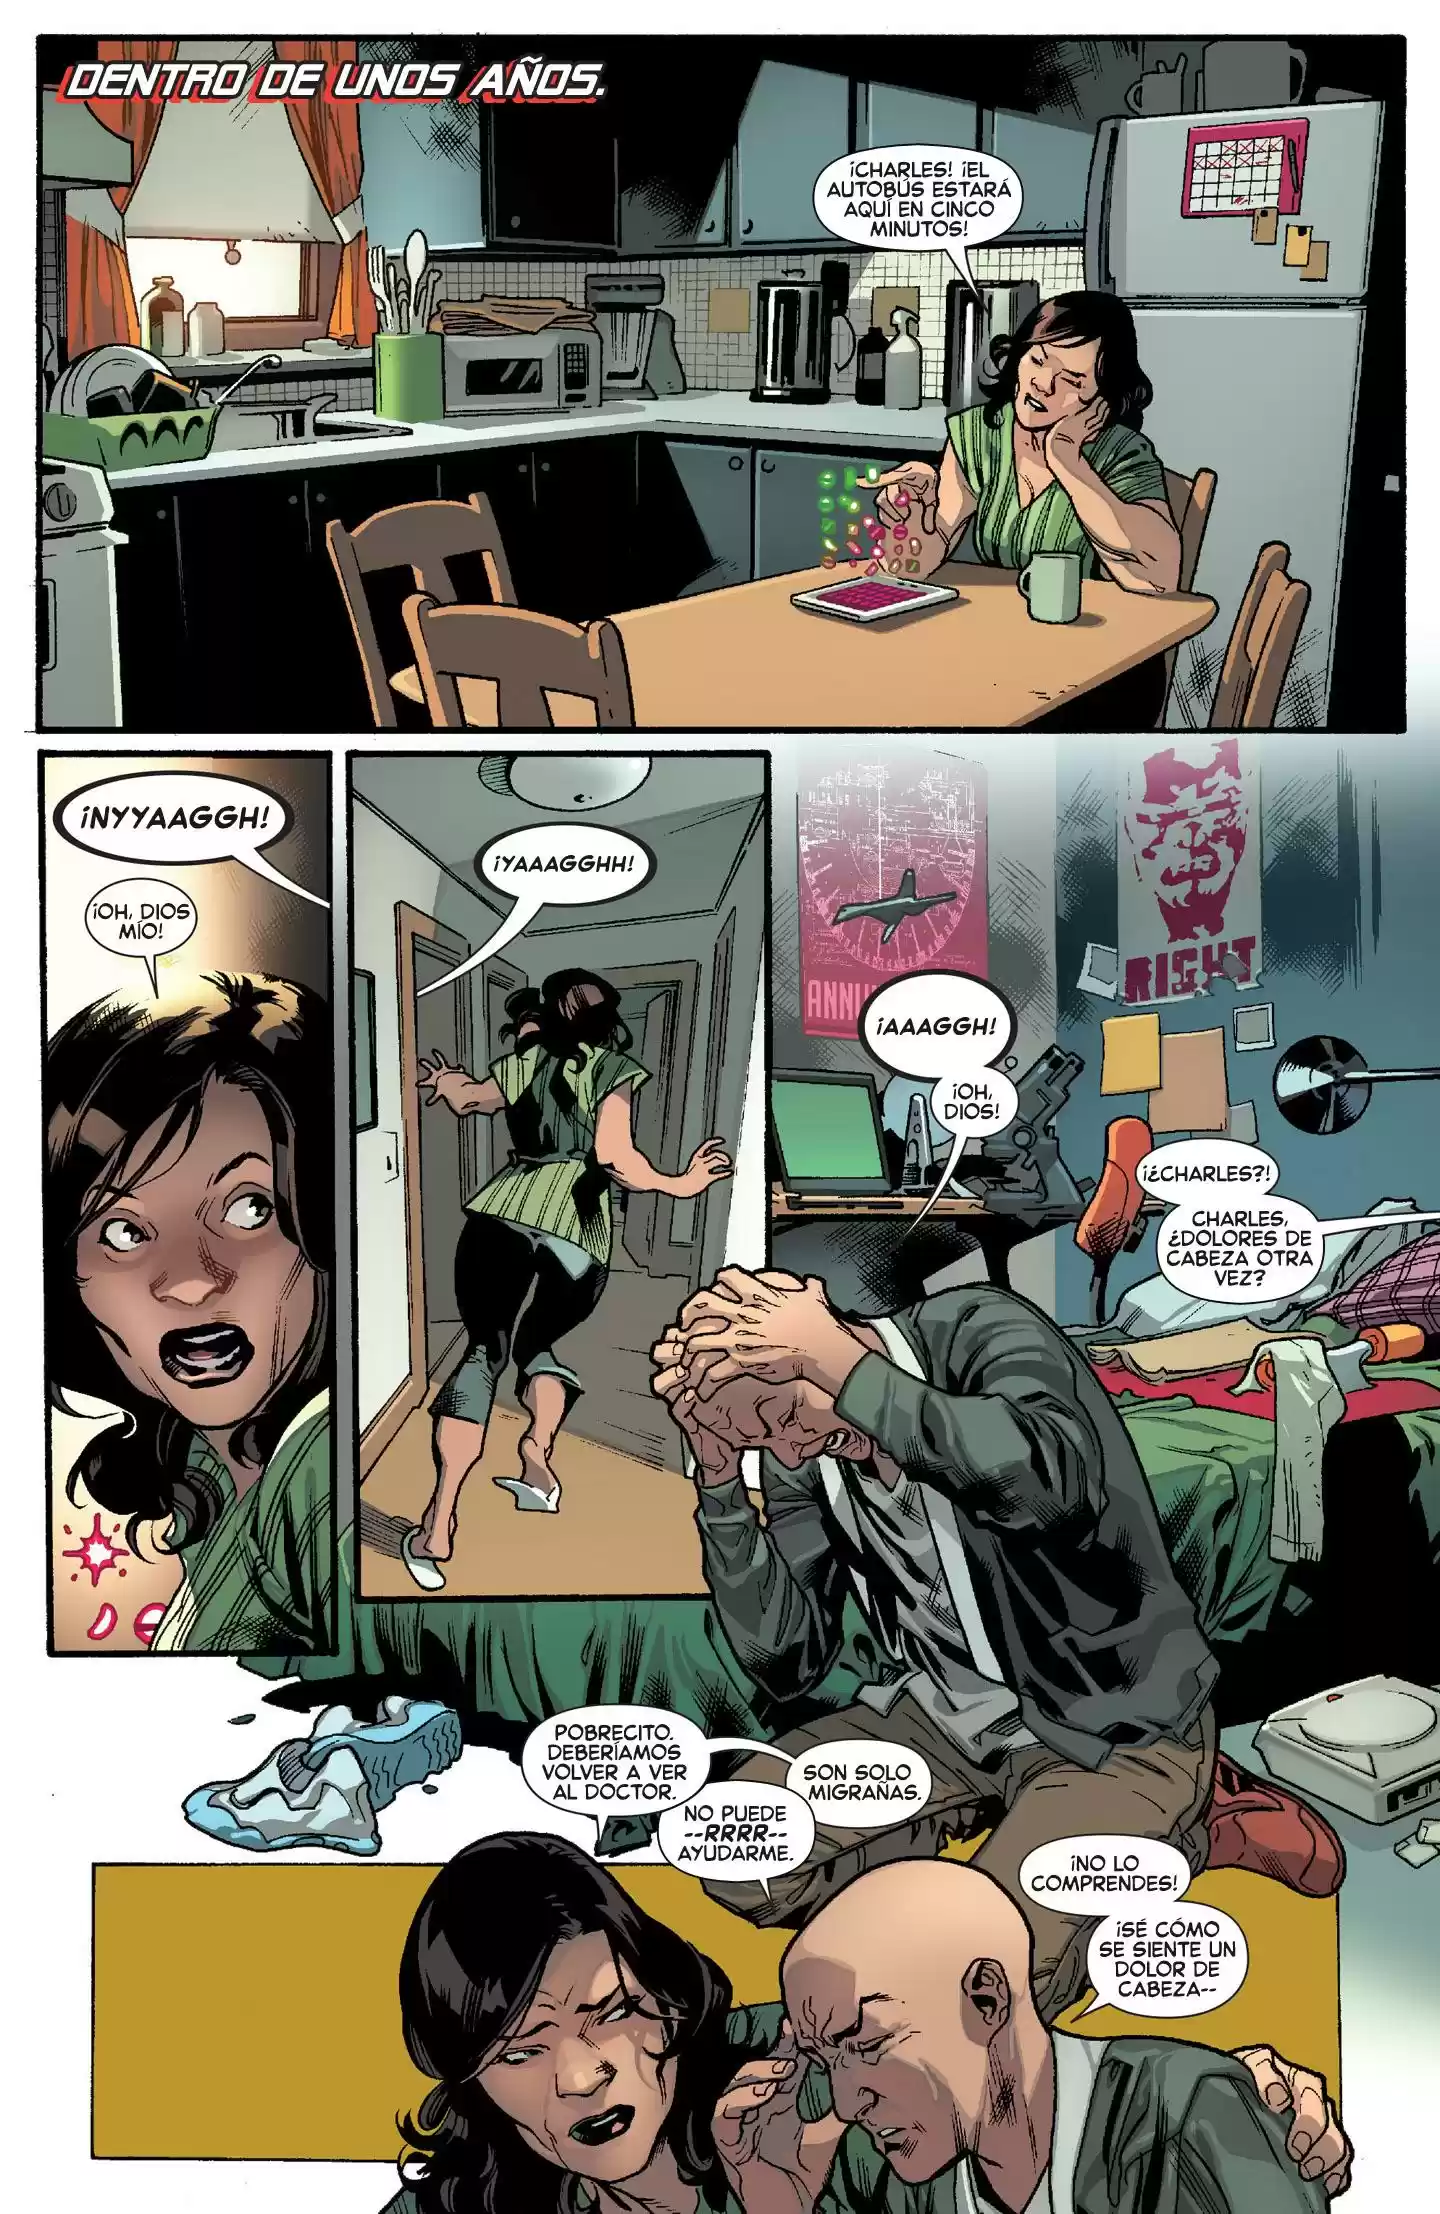 DENTRO DE UNOS AÑOS.
¡CHARLES! ¡EL
AUTOBÚS ESTARÁ
AQUÍ EN CINCO
MINUTOS!
¡NYYAAGGH!
¡OH, DIOS
MÍO!
¡YAAAGGHH!
RIGHT
¡AAAGGH!
¡OH,
DIOS!
¡¿CHARLES?!
CHARLES,
¿DOLORES DE
CABEZA OTRA
VEZ?
POBRECITO.
DEBERÍAMOS
VOLVER A VER
AL DOCTOR.
SON SOLO
MIGRAÑAS.
NO PUEDE
--RRRR--
AYUDARME.
¡NO LO
COMPRENDES!
¡SÉ CÓMO
SE SIENTE UN
DOLOR DE
CABEZA--